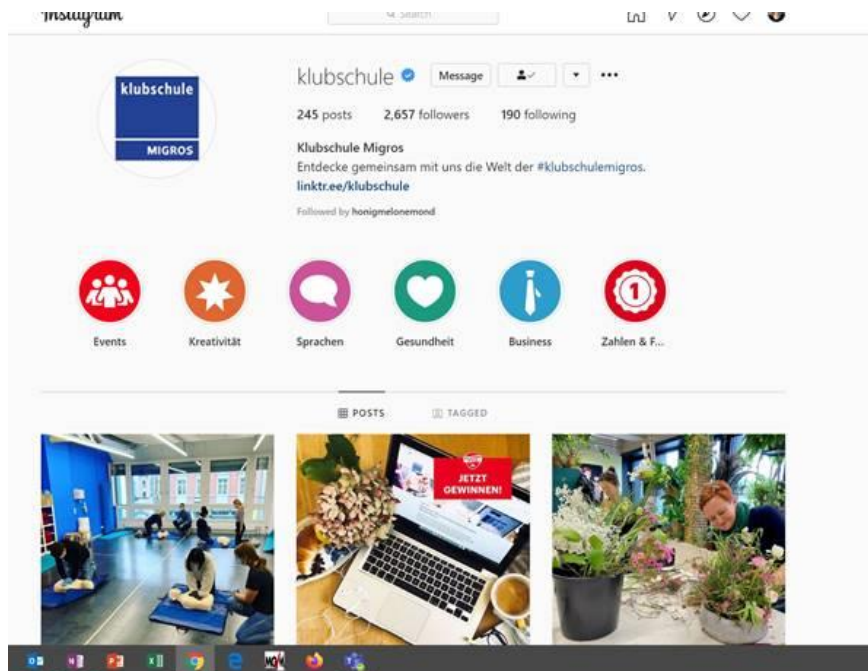 Instagram
Search
klubschule
MIGROS
klubschule Message
245 posts 2,657 followers 190 following
Klubschule Migros
Entdecke gemeinsam mit uns die Welt der #klubschulemigros.
linktr.ee/klubschule
Followed by honigmelonemond
Events Kreativität Sprachen Gesundheit Business Zahlen & F...
1
POSTS TAGGED
JETZT
GEWINNEN!